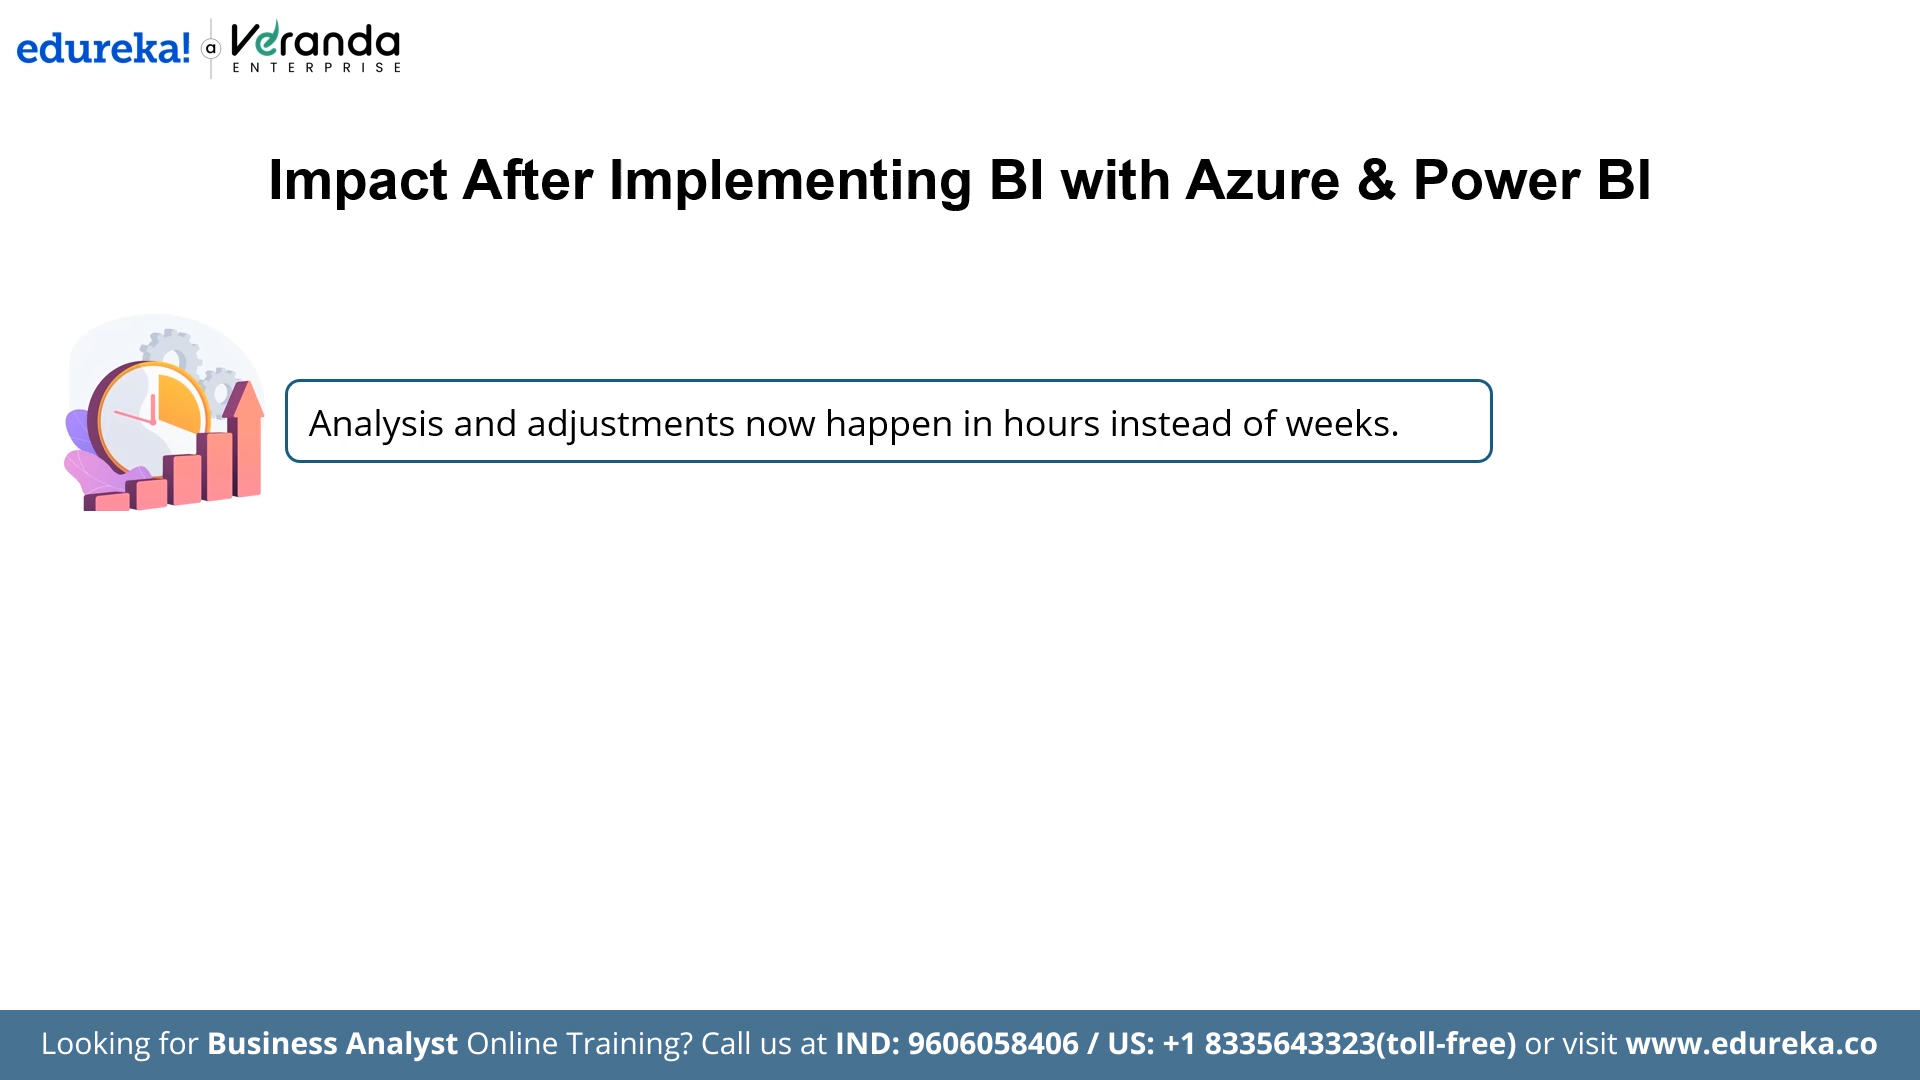 edureka! a Veranda
ENTERPRISE
Impact After Implementing BI with Azure & Power BI
Analysis and adjustments now happen in hours instead of weeks.
Looking for Business Analyst Online Training? Call us at IND: 9606058406 / US: +1 8335643323(toll-free) or visit www.edureka.co